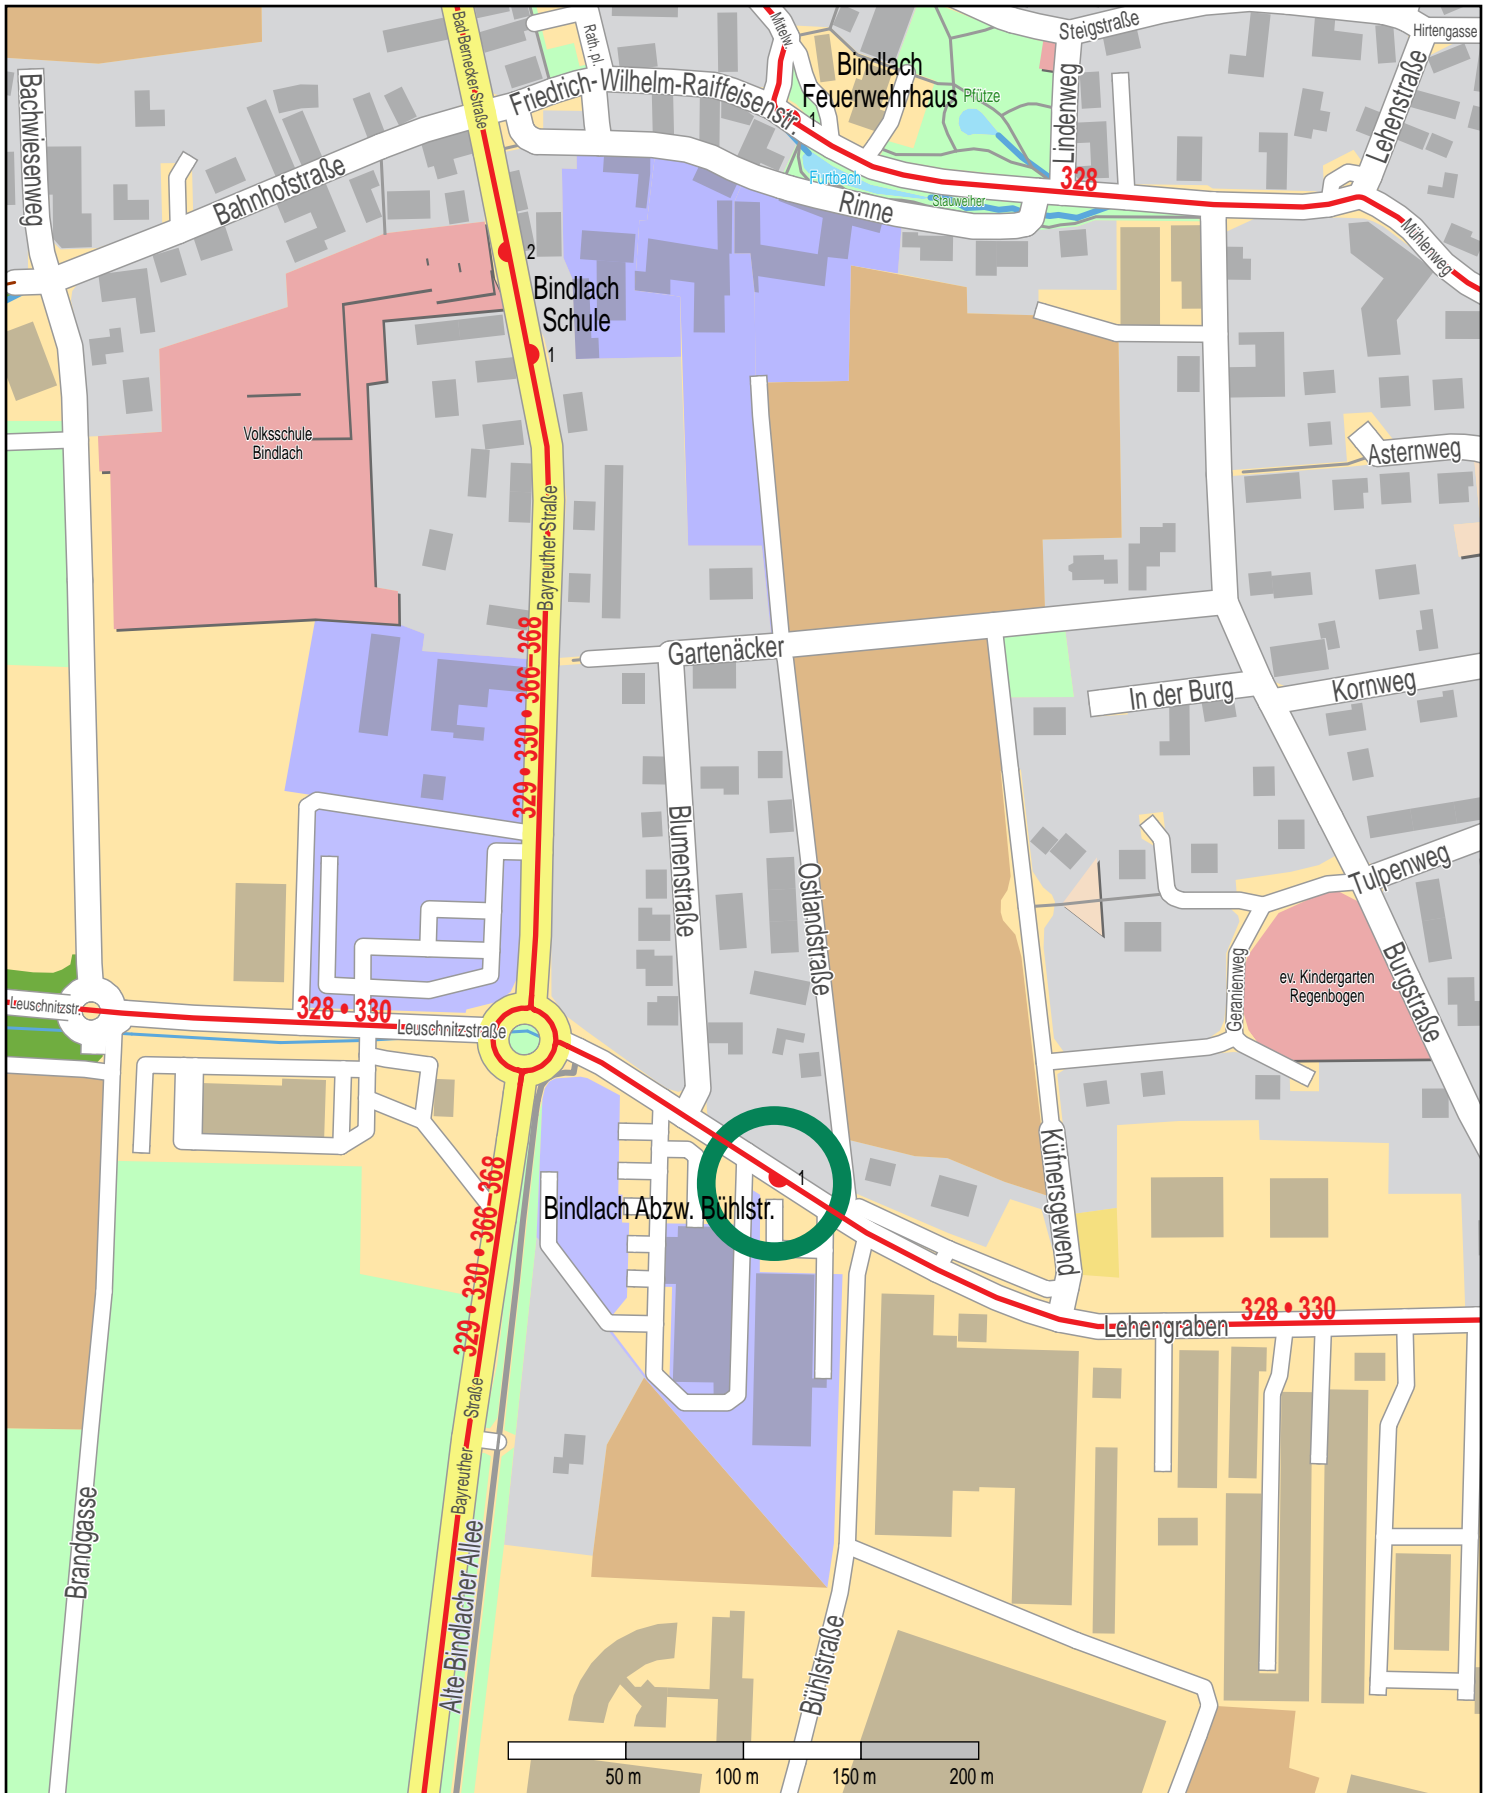 Bad Bernecker-Straße
Rath. pl.
Mittelw.
Steigstraße
Hirtengasse
Bindlach
Feuerwehrhaus
Pfütze
1
Friedrich-Wilhelm-Raiffeisenstr.
Lindenweg
Lehenstraße
Bachwiesenweg
Bahnhofstraße
Furtbach
Stauweiher
Rinne
328
Mühlenweg
2
Bindlach
Schule
1
Volksschule
Bindlach
Asternweg
Bayreuther-Straße
329 • 330 • 366–368
Gartenäcker
In der Burg
Kornweg
Blumenstraße
Ostlandstraße
Tulpenweg
Geranienweg
ev. Kindergarten
Regenbogen
Burgstraße
Leuschnitzstr.
328 • 330
Leuschnitzstraße
1
Bindlach Abzw. Bühlstr.
Küfnersgewend
329 • 330 • 366–368
Lehengraben
328 • 330
Bayreuther
Straße
Brandgasse
Alte Bindlacher Allee
Bühlstraße
50 m
100 m
150 m
200 m